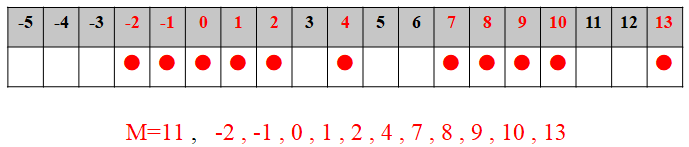 -5 -4 -3 -2 -1 0 1 2 3 4 5 6 7 8 9 10 11 12 13
M=11 , -2 , -1 , 0 , 1 , 2 , 4 , 7 , 8 , 9 , 10 , 13